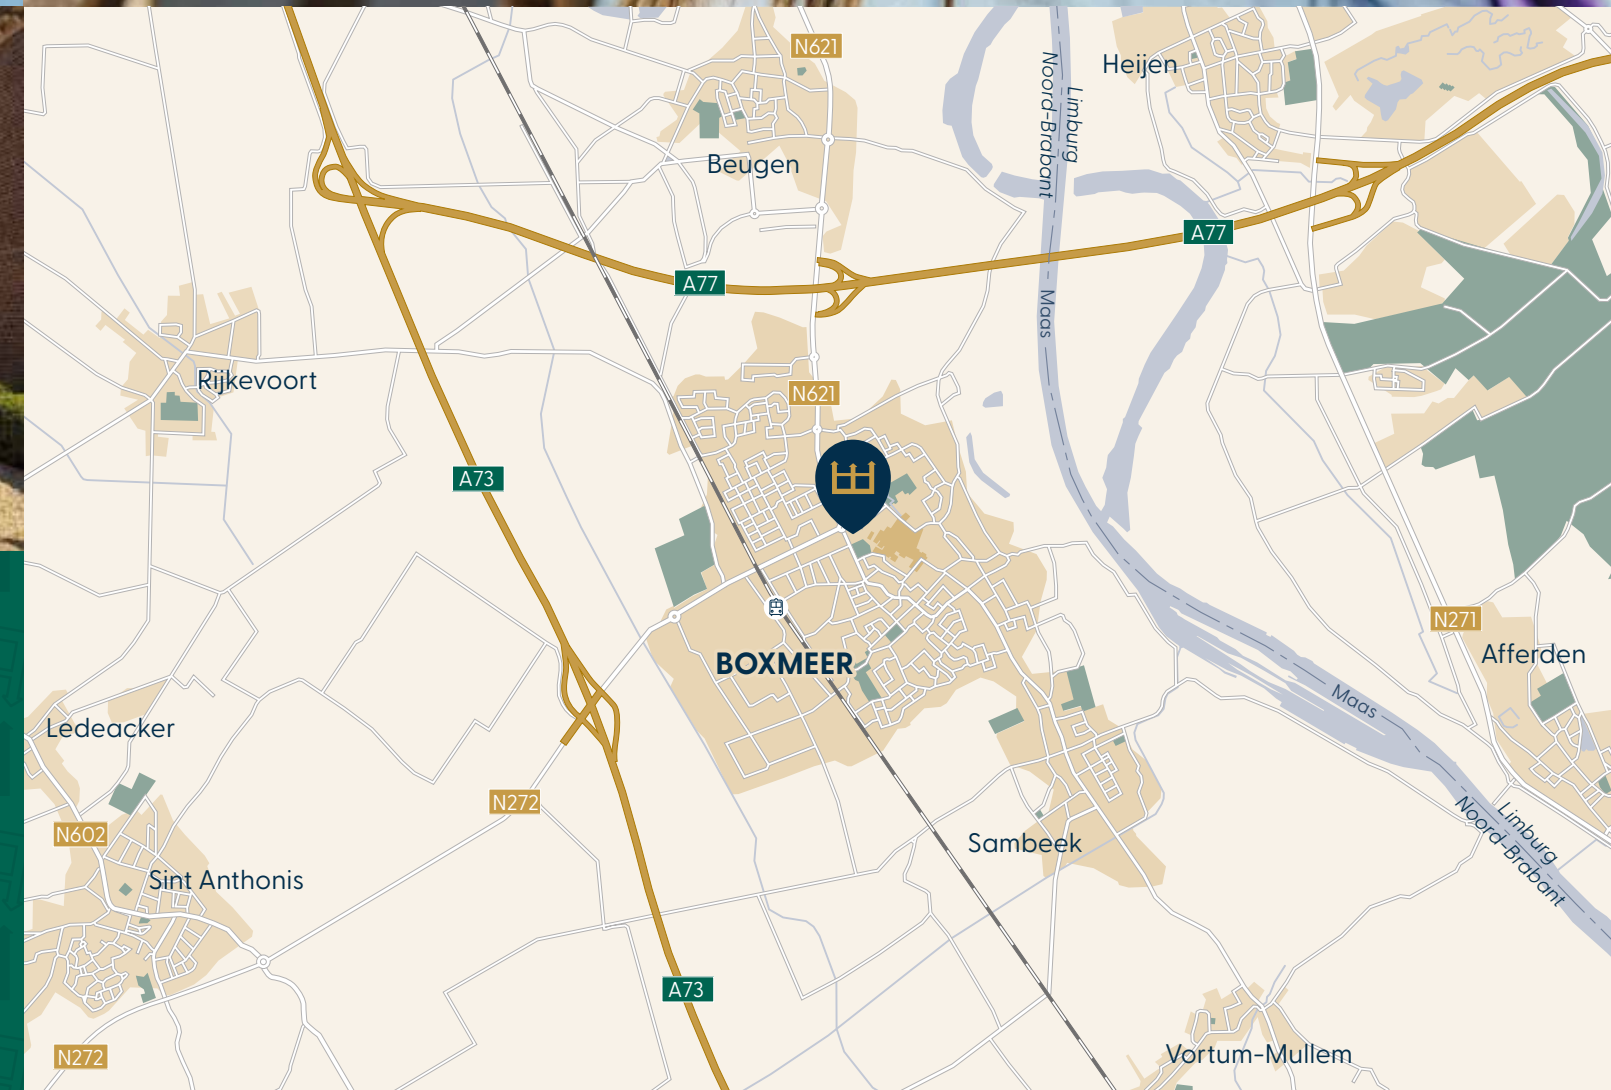 N621
Heijen
Noord-Brabant
Limburg
Beugen
A77
A77
Maas
Rijkevoort
N621
A73
N271
Afferden
BOXMEER
Maas
Ledeacker
N272
Limburg
Noord-Brabant
N602
Sambeek
Sint Anthonis
A73
N272
Vortum-Mullem